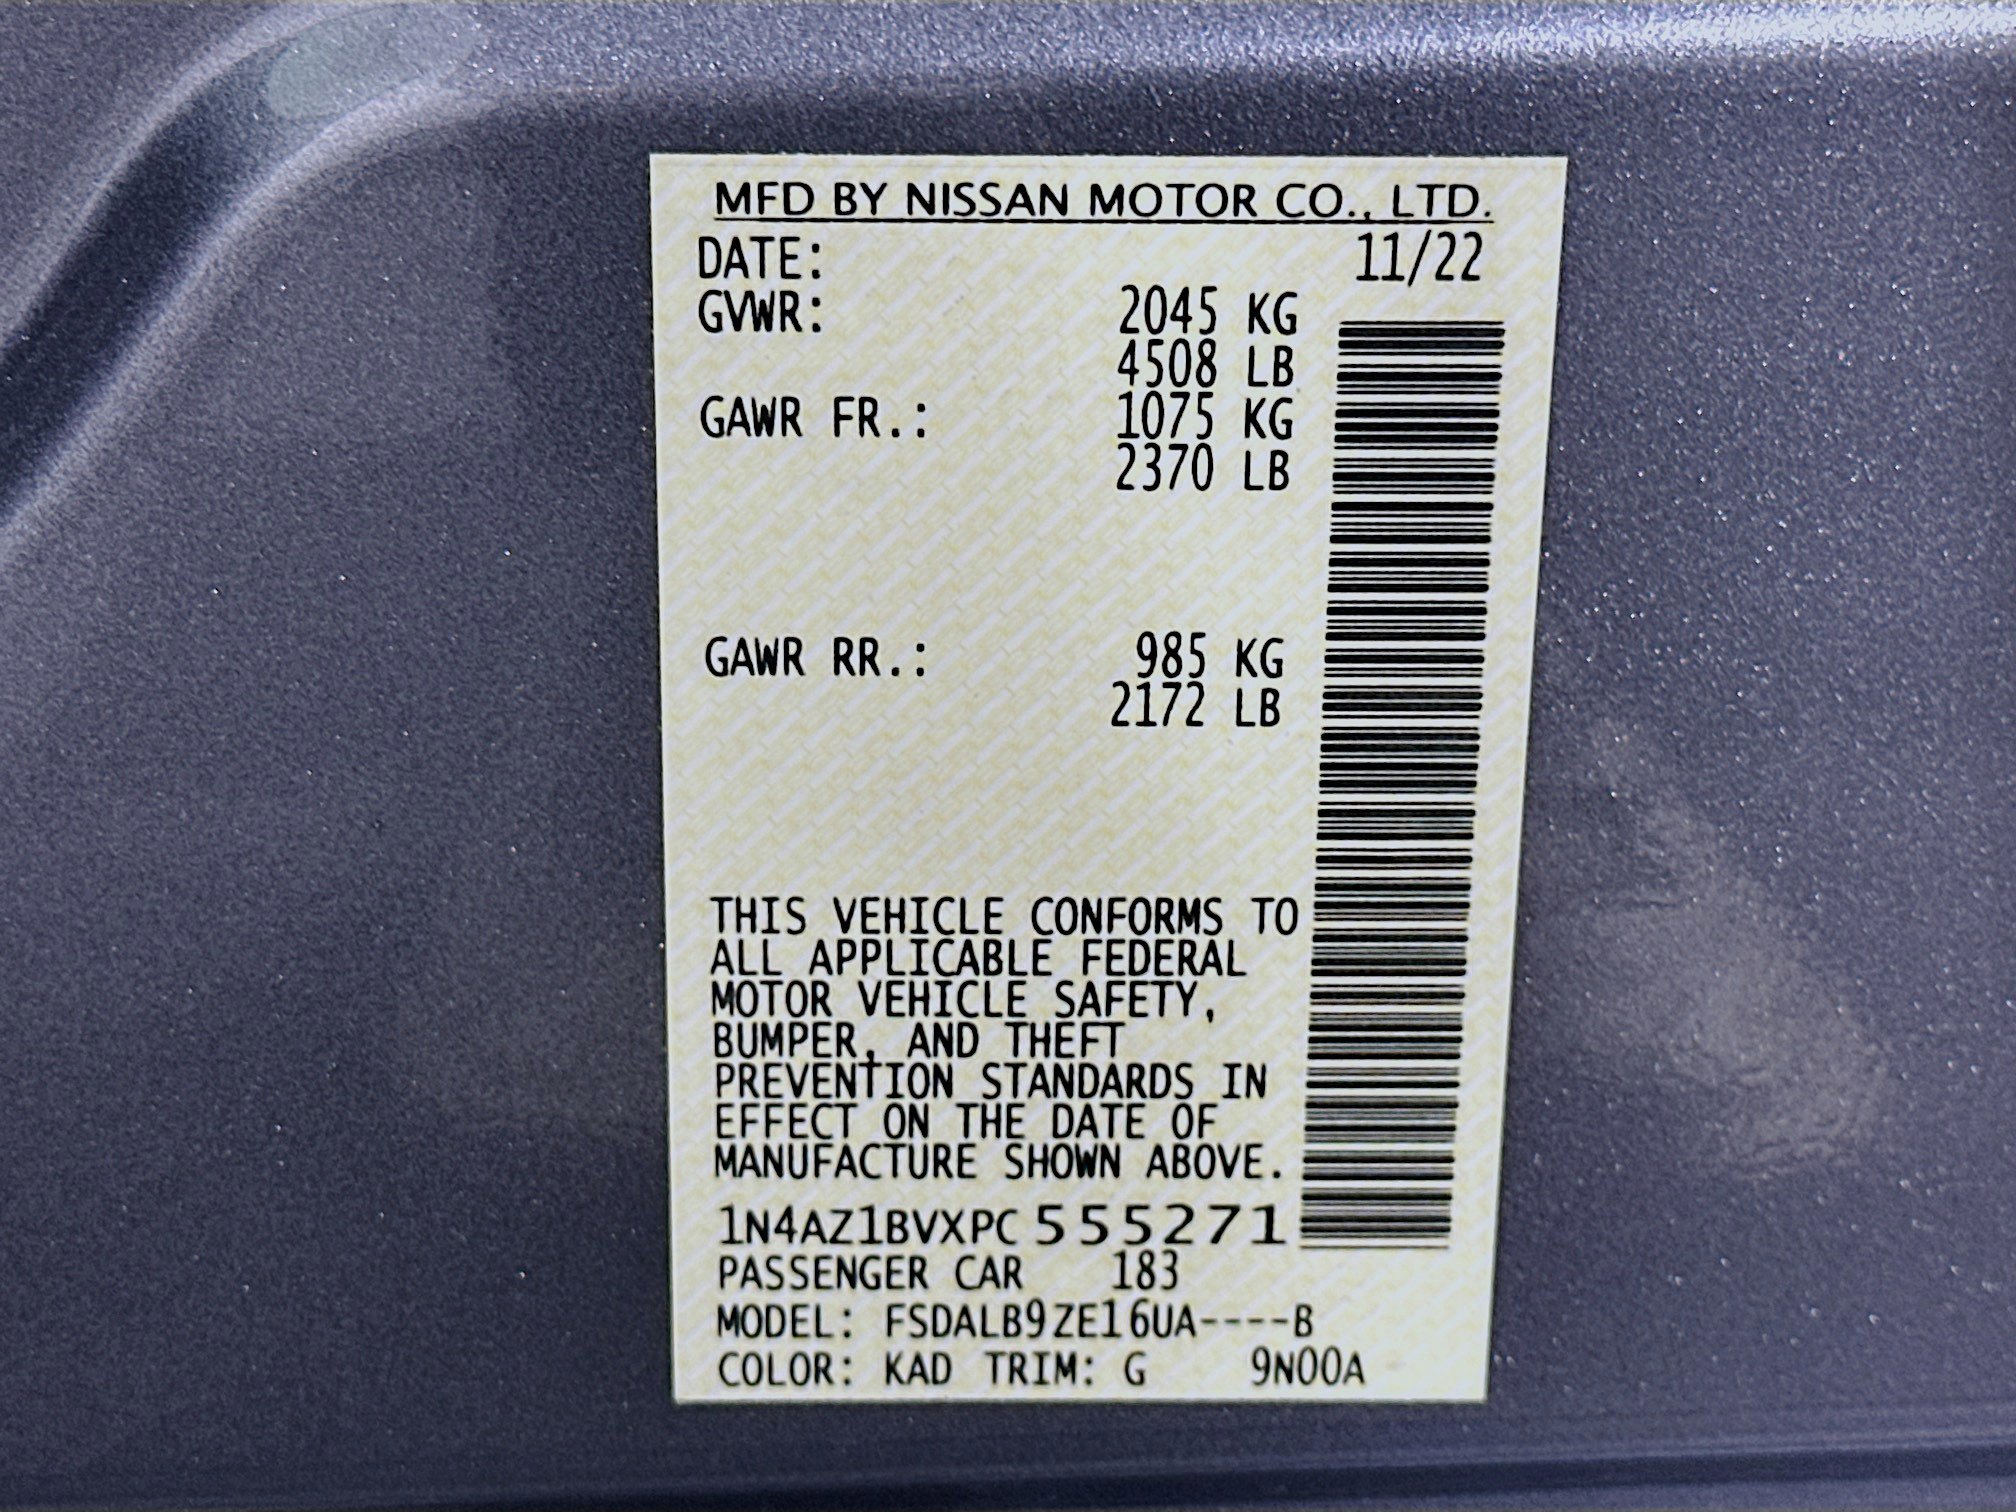 MFD BY NISSAN MOTOR CO., LTD.
DATE: 11/22
GVWR: 2045 KG
4508 LB
GAWR FR.: 1075 KG
2370 LB
GAWR RR.: 985 KG
2172 LB
THIS VEHICLE CONFORMS TO
ALL APPLICABLE FEDERAL
MOTOR VEHICLE SAFETY,
BUMPER, AND THEFT
PREVENTION STANDARDS IN
EFFECT ON THE DATE OF
MANUFACTURE SHOWN ABOVE.
1N4AZ1BVXPC555271
PASSENGER CAR 183
MODEL: FSDALB9ZE16UA----B
COLOR: KAD TRIM: G 9N00A